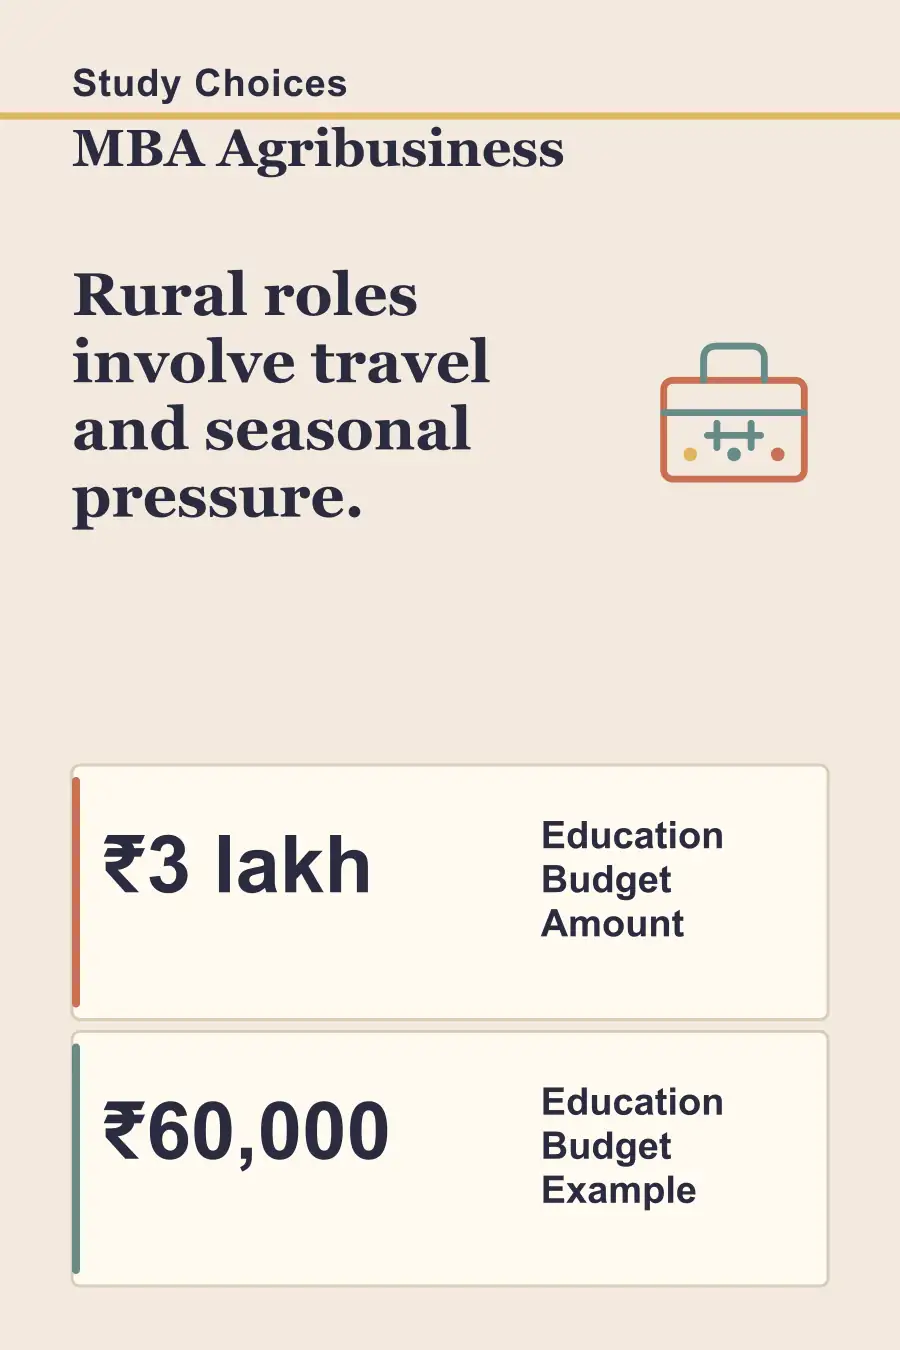 Study Choices
MBA Agribusiness
Rural roles
involve travel
and seasonal
pressure.
₹3 lakh
Education
Budget
Amount
₹60,000
Education
Budget
Example